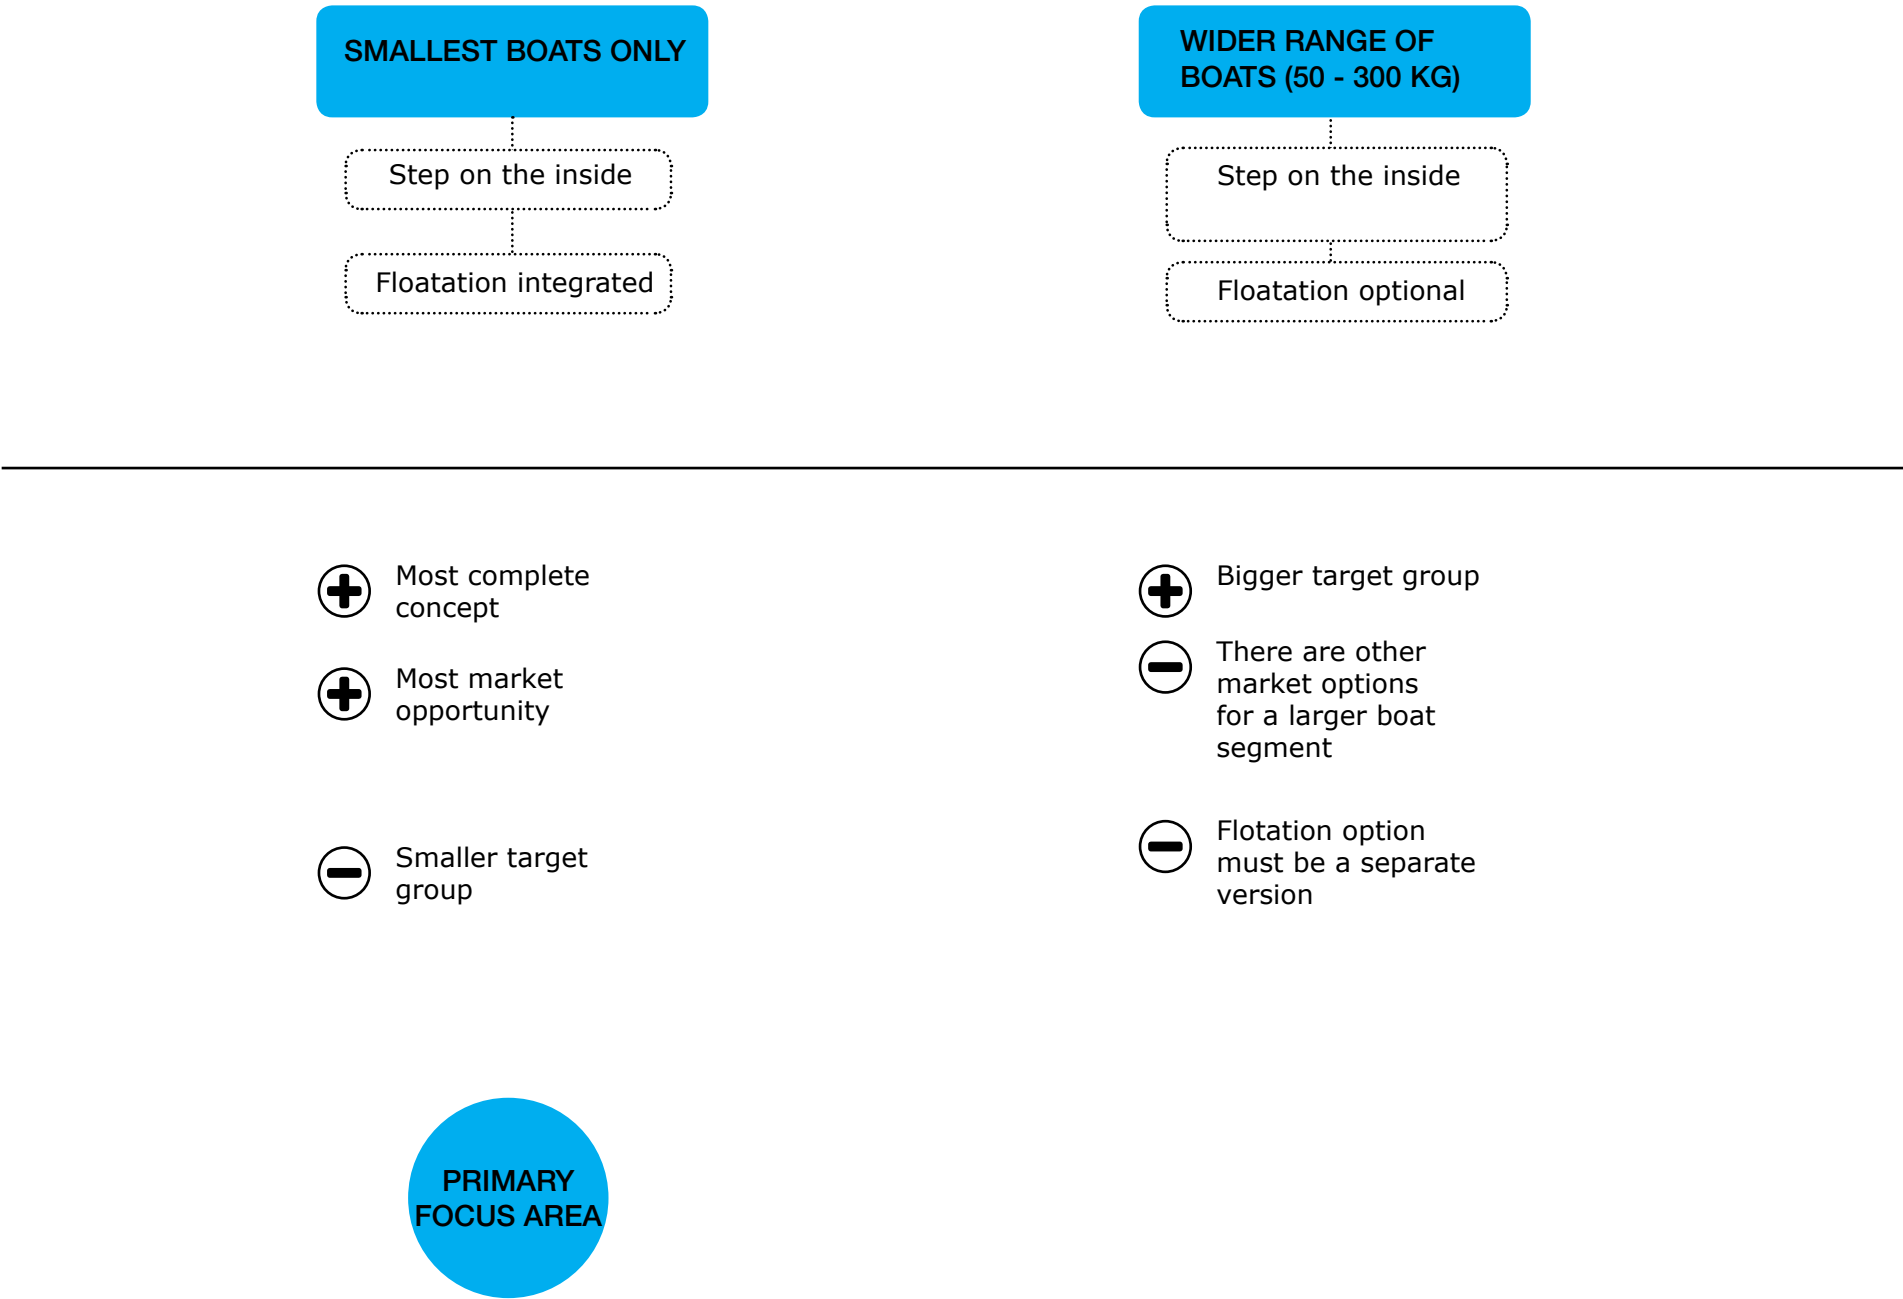 SMALLEST BOATS ONLY
Step on the inside
Floatation integrated
WIDER RANGE OF
BOATS (50 - 300 KG)
Step on the inside
Floatation optional
Most complete
concept
Most market
opportunity
Smaller target
group
Bigger target group
There are other
market options
for a larger boat
segment
Flotation option
must be a separate
version
PRIMARY
FOCUS AREA